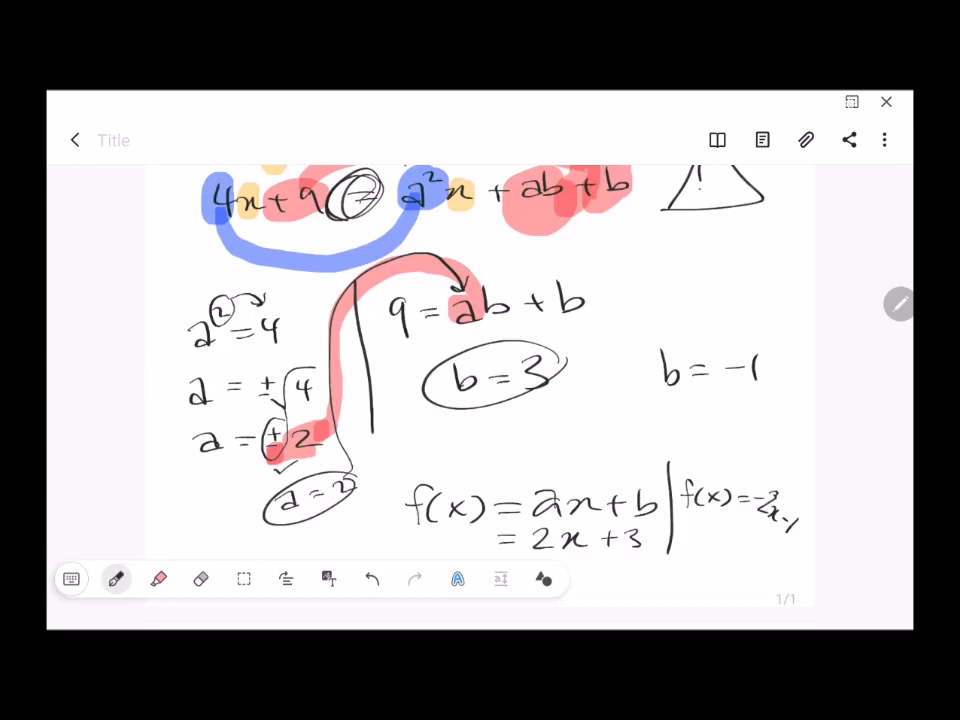 Title
4x + 9 = a²x + ab + b
!
a² = 4
9 = ab + b
a = ± √4
b = 3
b = -1
a = ± 2
a = 2
f(x) = ax + b
f(x) = -2
x-1
= 2x + 3
1/1